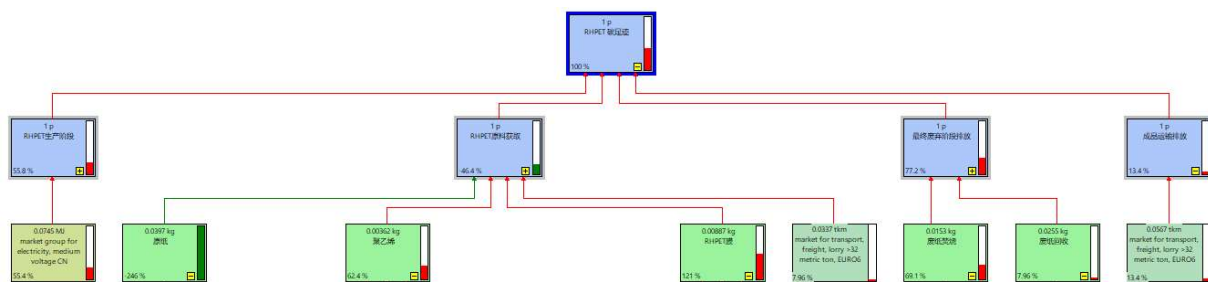 1 p
RHPET 碳足迹
100 %
1 p
RHPET生产阶段
55.8 %
1 p
RHPET原料获取
-46.4 %
1 p
最终废弃阶段排放
77.2 %
1 p
成品运输排放
13.4 %
0.0745 MJ
market group for
electricity, medium
voltage CN
55.4 %
0.0397 kg
原纸
-246 %
0.00362 kg
聚乙烯
62.4 %
0.00887 kg
RHPET膜
121 %
0.0337 tkm
market for transport,
freight, lorry >32
metric ton, EURO6
7.96 %
0.0153 kg
废纸焚烧
69.1 %
0.0255 kg
废纸回收
7.96 %
0.0567 tkm
market for transport,
freight, lorry >32
metric ton, EURO6
13.4 %